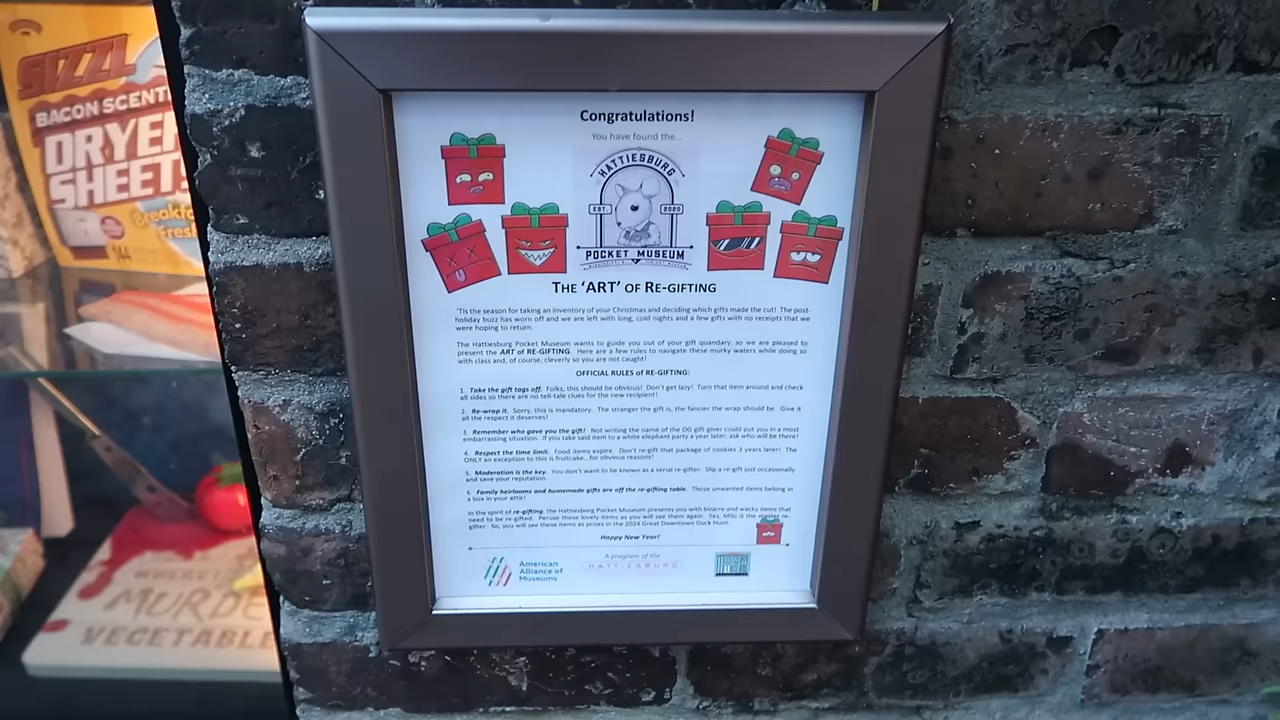 SIZZL
BACON SCENT
DRYER
SHEETS
Breakfa
Fresh
Congratulations!
You have found the...
HATTIESBURG
EST. 2020
POCKET MUSEUM
THE 'ART' OF RE-GIFTING
'Tis the season for taking an inventory of your Christmas and deciding which gifts made the cut! The post-
holiday buzz has worn off and we are left with long, cold nights and a few gifts with no receipts that we
were hoping to return.
The Hattiesburg Pocket Museum wants to guide you out of your gift quandary, so we are pleased to
present the ART of RE-GIFTING. Here are a few rules to navigate these murky waters while doing so
with class and, of course, cleverly so you are not caught!
OFFICIAL RULES of RE-GIFTING:
1. Take the gift tags off. Folks, this should be obvious! Don't get lazy! Turn that item around and check
all sides so there are no tell-tale clues for the new recipient!
2. Re-wrap it. Sorry, this is mandatory. The stranger the gift is, the fancier the wrap should be. Give it
all the respect it deserves!
3. Remember who gave you the gift! Not writing the name of the OG gift giver could put you in a most
embarrassing situation. If you take said item to a white elephant party a year later, ask who will be there!
4. Respect the time limit. Food items expire. Don't re-gift that package of cookies 3 years later! The
ONLY an exception to this is fruitcake...for obvious reasons!
5. Moderation is the key. You don't want to be known as a serial re-gifter. Slip a re-gift just occasionally
and save your reputation.
6. Family heirlooms and homemade gifts are off the re-gifting table. Those unwanted items belong in
a box in your attic!
In the spirit of re-gifting, the Hattiesburg Pocket Museum presents you with bizarre and wacky items that
need to be re-gifted. Peruse these lovely items as you will see them again. Yes, Milo is the master re-
gifter. So, you will see these items as prizes in the 2024 Great Downtown Duck Hunt.
Happy New Year!
American
Alliance of
Museums
A program of the
HATTIESBURG
MURDE
VEGETABLE